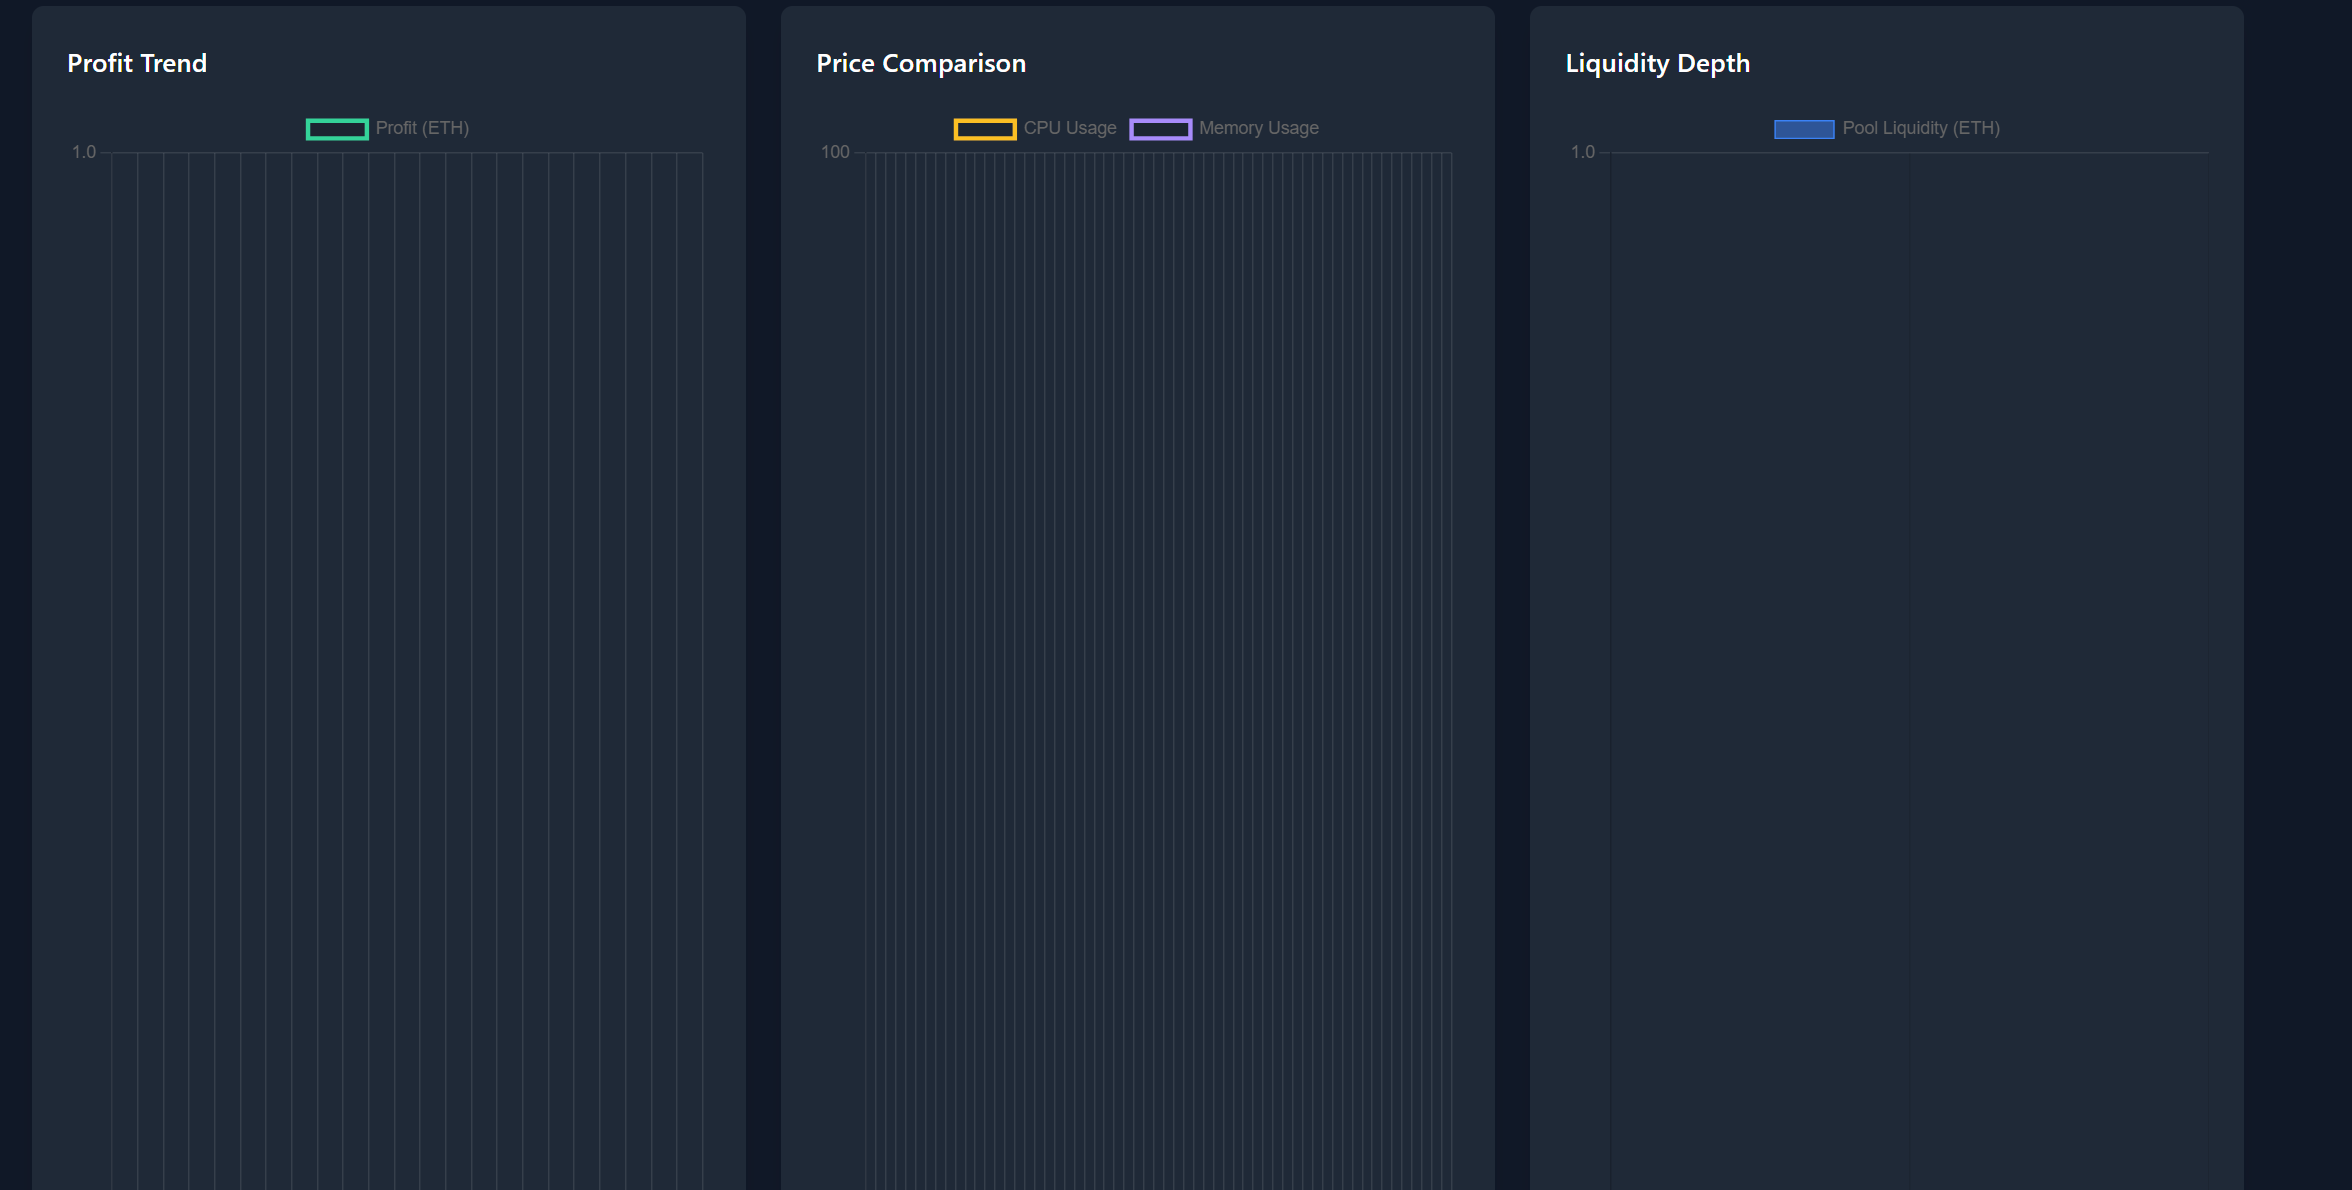 Profit Trend
Profit (ETH)
1.0
Price Comparison
CPU Usage Memory Usage
100
Liquidity Depth
Pool Liquidity (ETH)
1.0